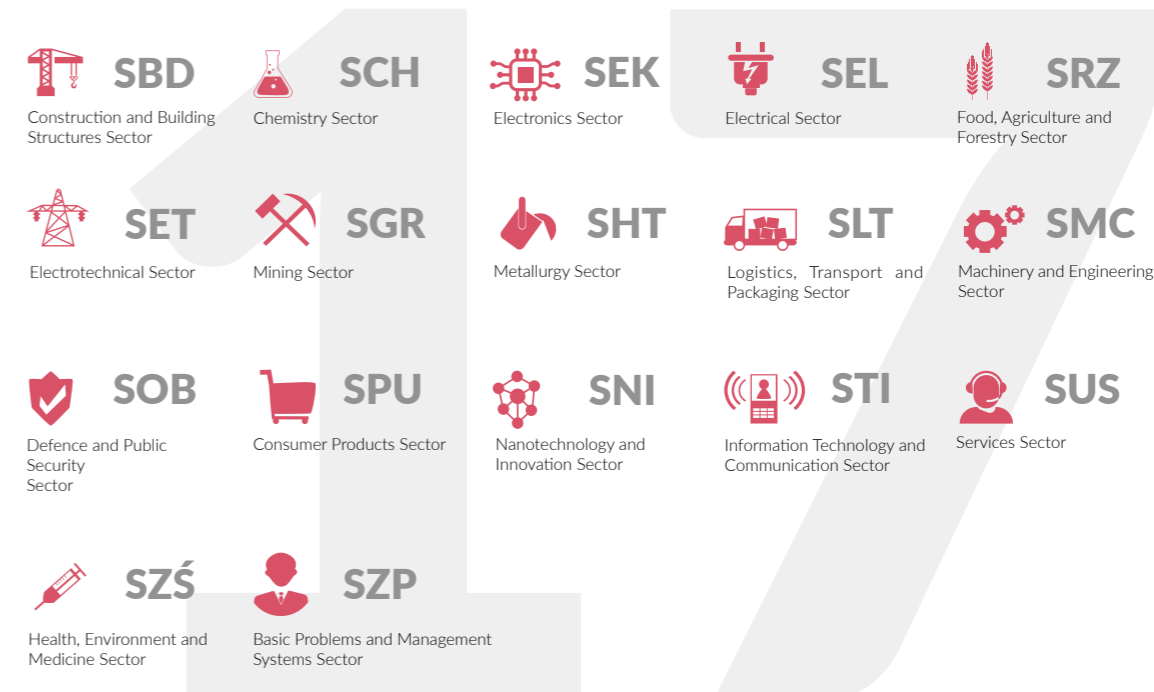 17
SBD
Construction and Building
Structures Sector
SCH
Chemistry Sector
SEK
Electronics Sector
SEL
Electrical Sector
SRZ
Food, Agriculture and
Forestry Sector
SET
Electrotechnical Sector
SGR
Mining Sector
SHT
Metallurgy Sector
SLT
Logistics, Transport and
Packaging Sector
SMC
Machinery and Engineering
Sector
SOB
Defence and Public
Security
Sector
SPU
Consumer Products Sector
SNI
Nanotechnology and
Innovation Sector
STI
Information Technology and
Communication Sector
SUS
Services Sector
SZŚ
Health, Environment and
Medicine Sector
SZP
Basic Problems and Management
Systems Sector